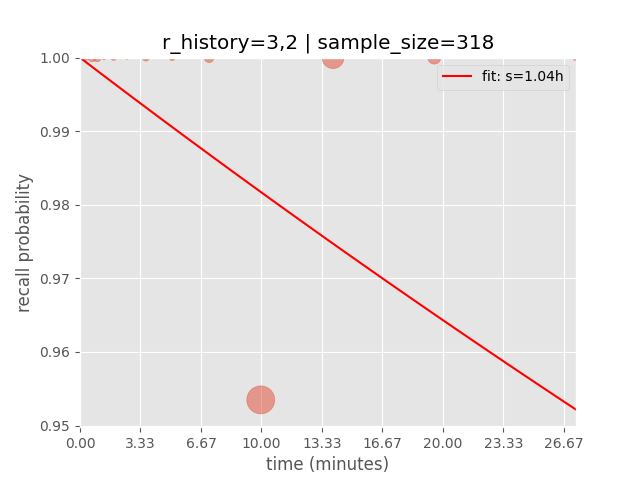 r_history=3,2 | sample_size=318
fit: s=1.04h
recall probability
1.00
0.99
0.98
0.97
0.96
0.95
0.00 3.33 6.67 10.00 13.33 16.67 20.00 23.33 26.67
time (minutes)